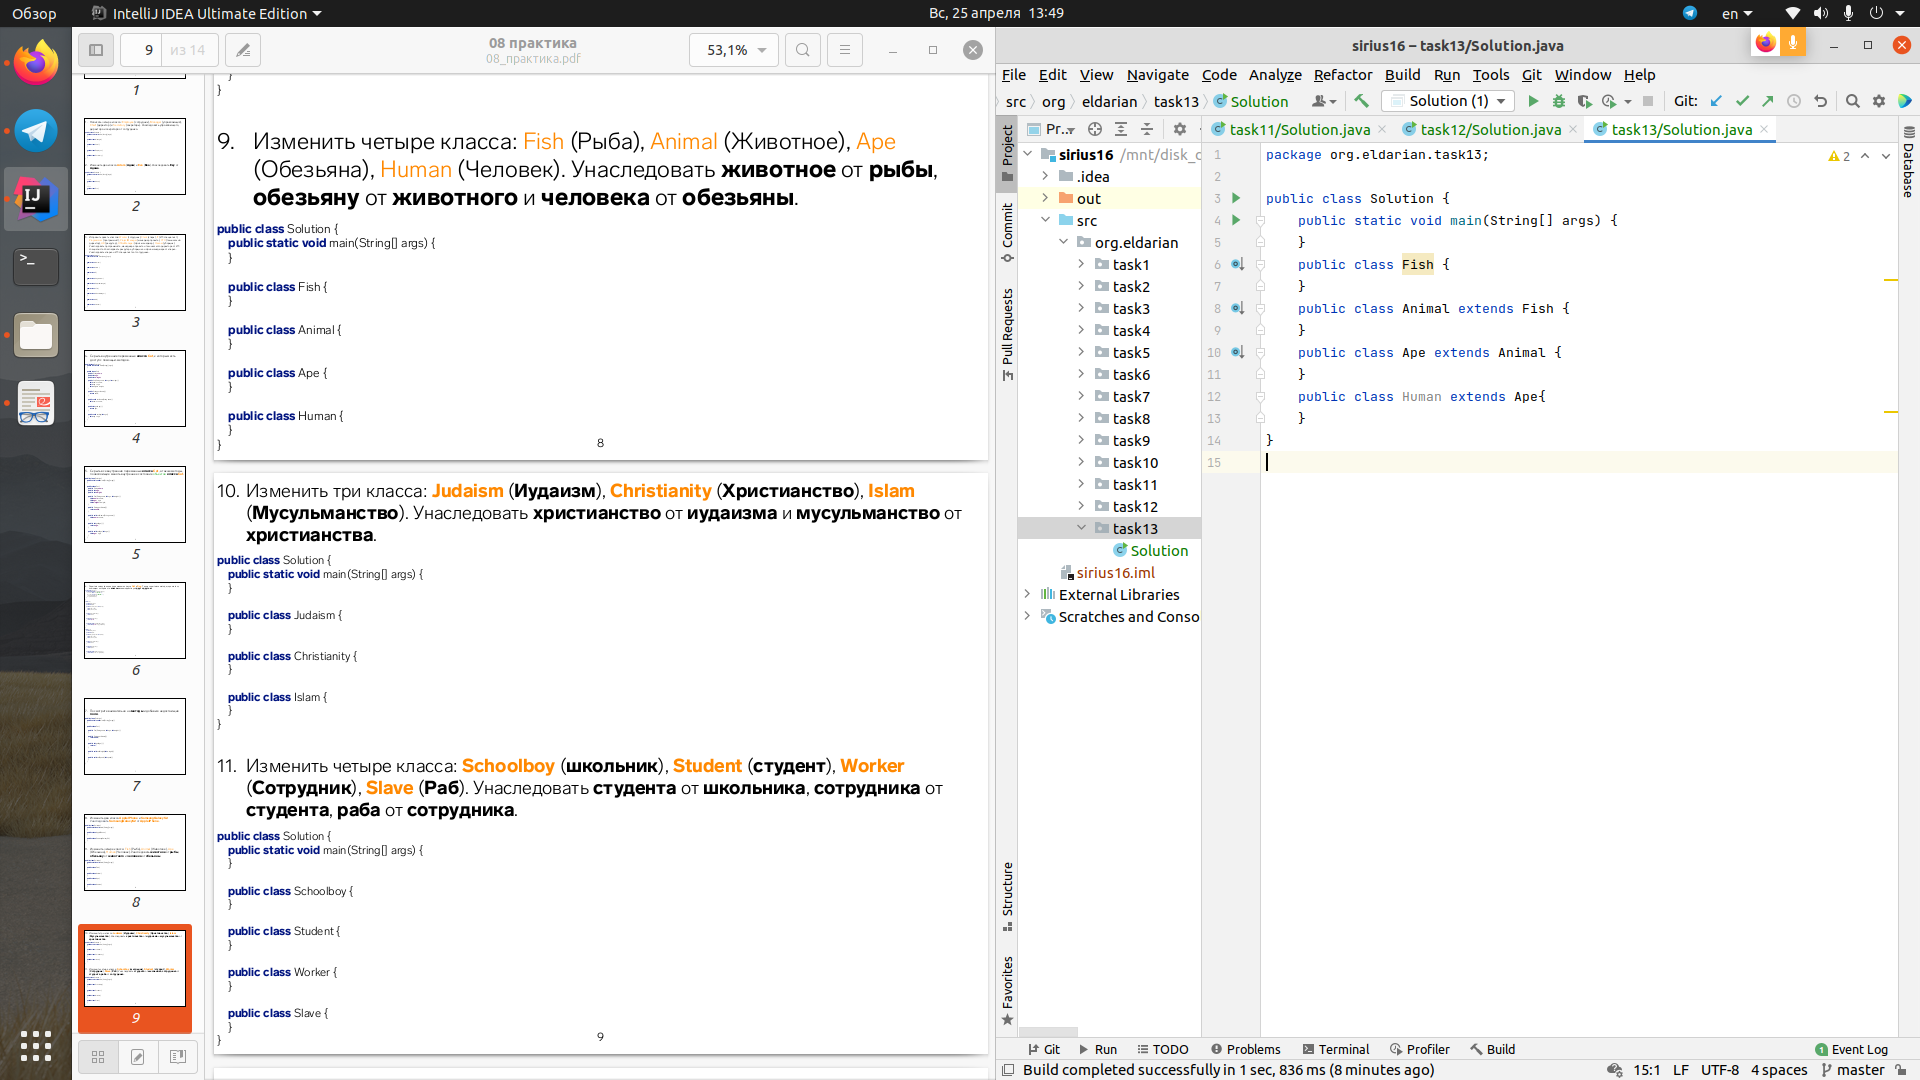 Обзор
IntelliJ IDEA Ultimate Edition
Вс, 25 апреля 13:49
en
9
из 14
08 практика
08_практика.pdf
53,1%
1
2
3
4
5
6
7
8
9
}
}
9. Изменить четыре класса: Fish (Рыба), Animal (Животное), Ape
(Обезьяна), Human (Человек). Унаследовать животное от рыбы,
обезьяну от животного и человека от обезьяны.
public class Solution {
public static void main(String[] args) {
}
public class Fish {
}
public class Animal {
}
public class Ape {
}
public class Human {
}
}
8
10. Изменить три класса: Judaism (Иудаизм), Christianity (Христианство), Islam
(Мусульманство). Унаследовать христианство от иудаизма и мусульманство от
христианства.
public class Solution {
public static void main(String[] args) {
}
public class Judaism {
}
public class Christianity {
}
public class Islam {
}
}
11. Изменить четыре класса: Schoolboy (школьник), Student (студент), Worker
(Сотрудник), Slave (Раб). Унаследовать студента от школьника, сотрудника от
студента, раба от сотрудника.
public class Solution {
public static void main(String[] args) {
}
public class Schoolboy {
}
public class Student {
}
public class Worker {
}
public class Slave {
}
}
9
sirius16 – task13/Solution.java
File Edit View Navigate Code Analyze Refactor Build Run Tools Git Window Help
src org eldarian task13 Solution
Solution (1)
Git:
Project
Commit
Pull Requests
Structure
Favorites
Database
Pr...
task11/Solution.java
task12/Solution.java
task13/Solution.java
sirius16 /mnt/disk_d
.idea
out
src
org.eldarian
task1
task2
task3
task4
task5
task6
task7
task8
task9
task10
task11
task12
task13
Solution
sirius16.iml
External Libraries
Scratches and Conso
2
1 package org.eldarian.task13;
2
3 public class Solution {
4 public static void main(String[] args) {
5 }
6 public class Fish {
7 }
8 public class Animal extends Fish {
9 }
10 public class Ape extends Animal {
11 }
12 public class Human extends Ape{
13 }
14 }
15
Git Run TODO Problems Terminal Profiler Build
1 Event Log
Build completed successfully in 1 sec, 836 ms (8 minutes ago)
15:1 LF UTF-8 4 spaces master